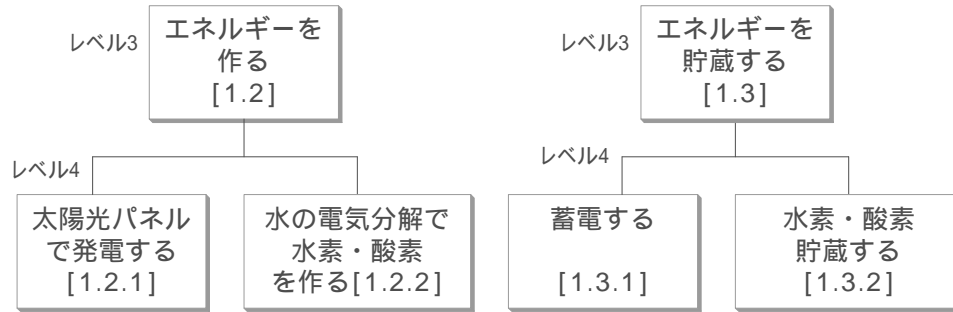 レベル3
エネルギーを
作る
[1.2]
レベル3
エネルギーを
貯蔵する
[1.3]
レベル4
太陽光パネル
で発電する
[1.2.1]
水の電気分解で
水素・酸素
を作る[1.2.2]
レベル4
蓄電する
[1.3.1]
水素・酸素
貯蔵する
[1.3.2]